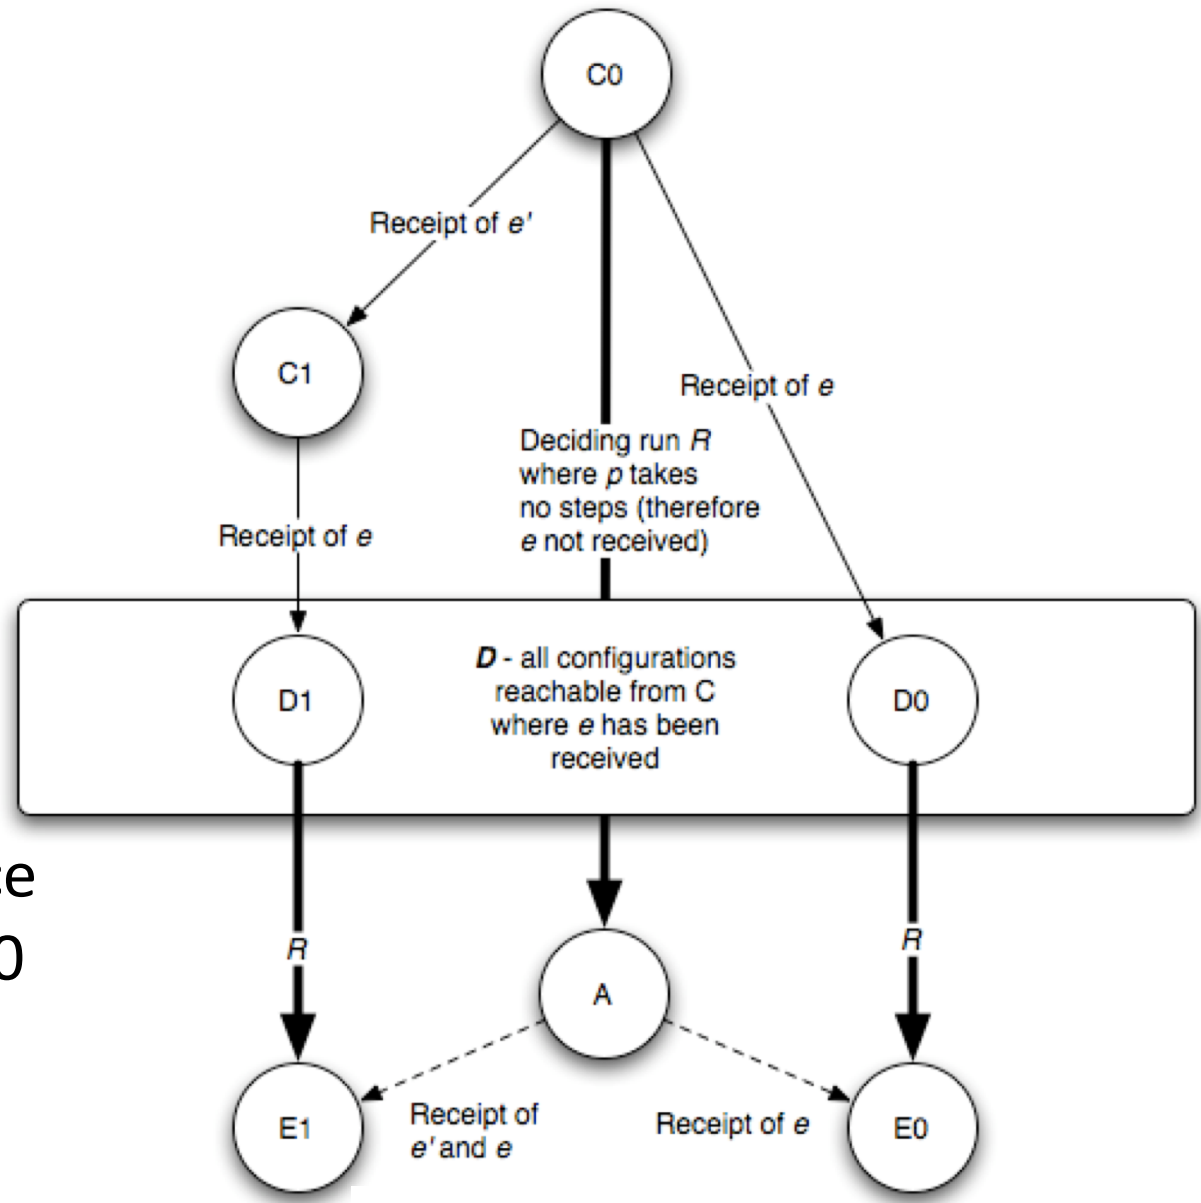 C0
Receipt of e'
C1
Receipt of e
Deciding run R
where p takes
no steps (therefore
e not received)
Receipt of e
D - all configurations
reachable from C
where e has been
received
D1
D0
0
R
R
A
Receipt of
e' and e
Receipt of e
E1
E0